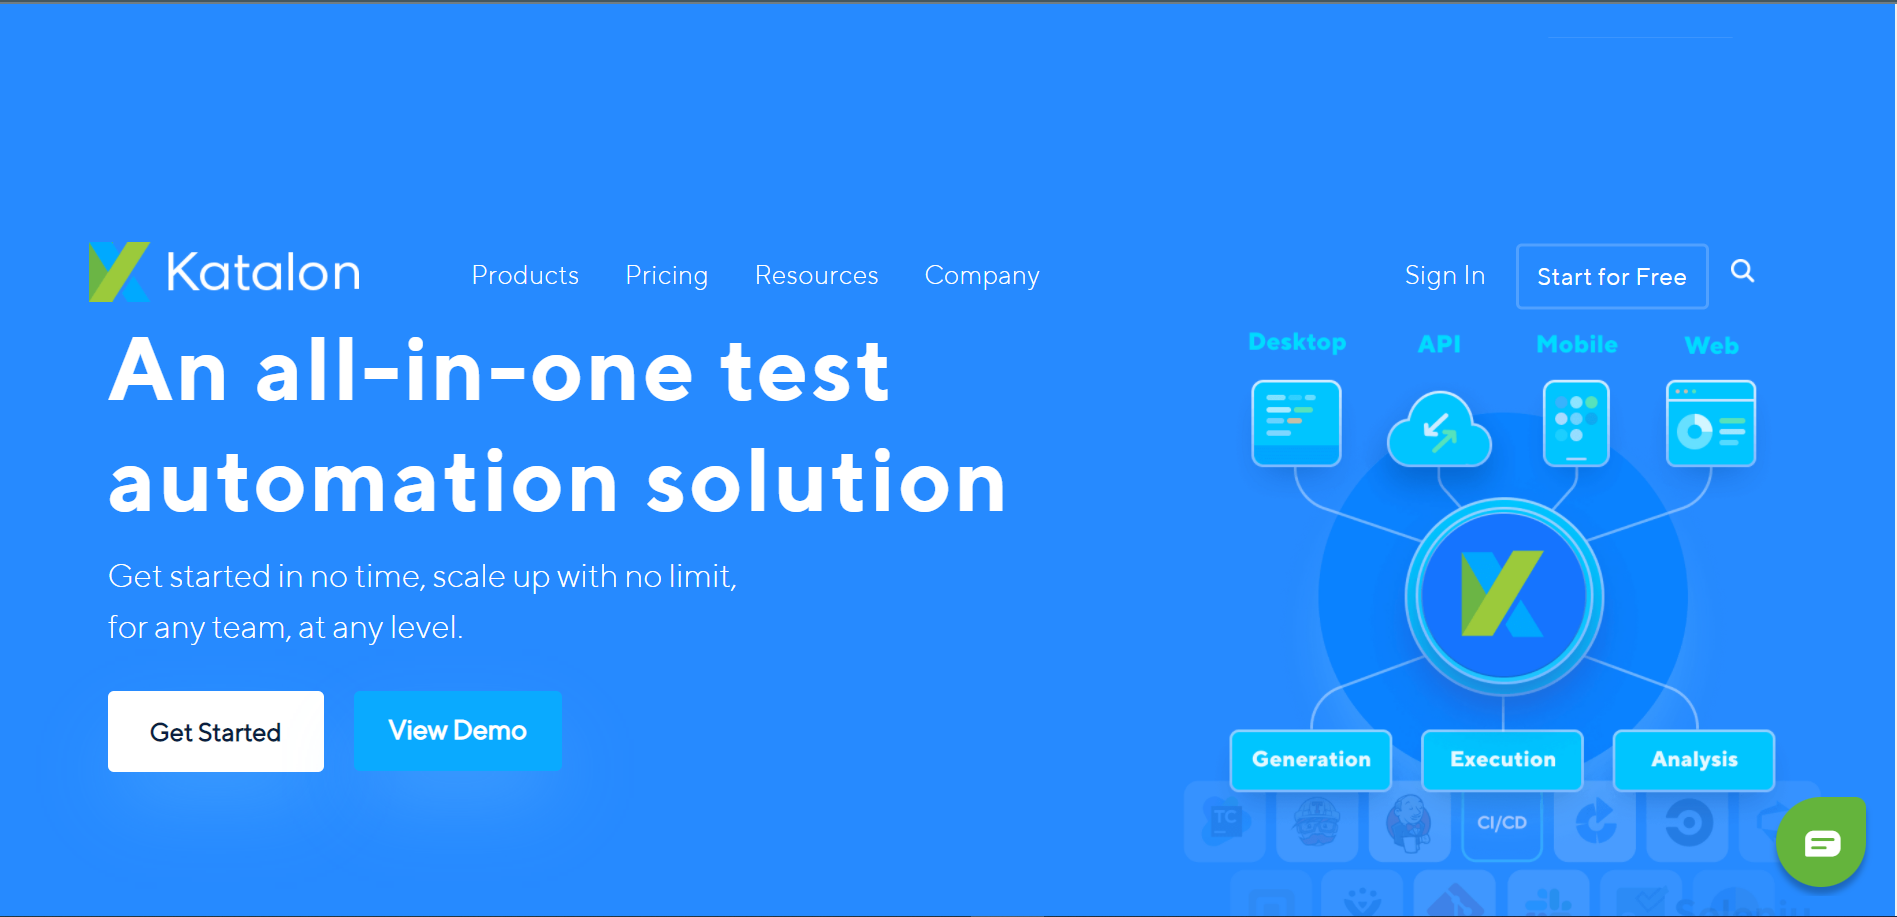 Katalon
Products Pricing Resources Company
Sign In Start for Free
An all-in-one test
automation solution
Get started in no time, scale up with no limit,
for any team, at any level.
Get Started View Demo
Desktop API Mobile Web
Generation Execution Analysis
TC CI/CD